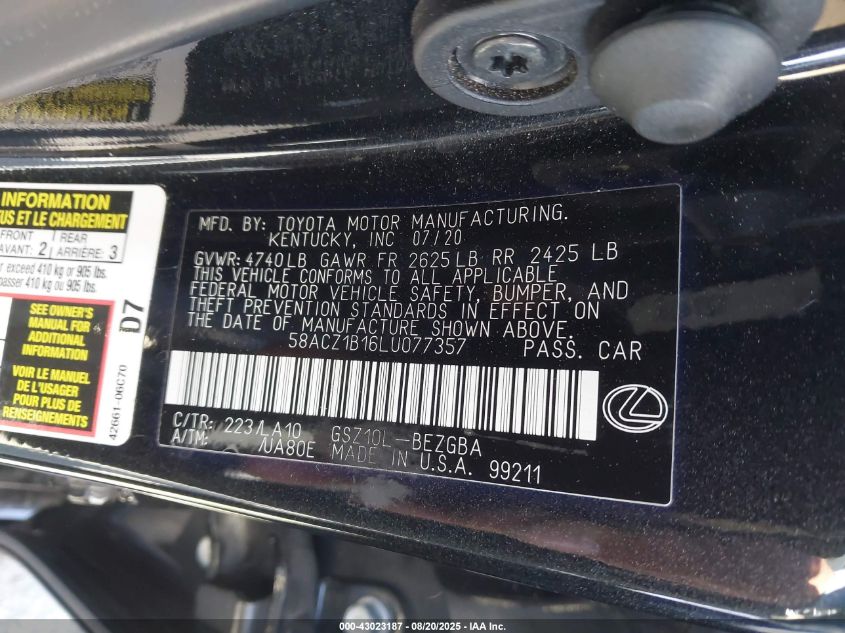 INFORMATION
TUS ET LE CHARGEMENT
FRONT
AVANT: 2
REAR
ARRIÈRE: 3
er exceed 410 kg or 905 lbs.
passer 410 kg ou 905 lbs.
SEE OWNER'S
MANUAL FOR
ADDITIONAL
INFORMATION
VOIR LE MANUEL
DE L'USAGER
POUR PLUS DE
RENSEIGNEMENTS
D7
42661-06C70
MFD. BY: TOYOTA MOTOR MANUFACTURING.
KENTUCKY, INC 07/20
GVWR: 4740LB GAWR FR 2625LB RR 2425 LB
THIS VEHICLE CONFORMS TO ALL APPLICABLE
FEDERAL MOTOR VEHICLE SAFETY, BUMPER, AND
THEFT PREVENTION STANDARDS IN EFFECT ON
THE DATE OF MANUFACTURE SHOWN ABOVE.
58ACZ1B16LU077357 PASS. CAR
C/TR: 223/LA10 GSZ10L-BEZGBA
A/TM: /UA80E MADE IN U.S.A. 99211
000-43023187 - 08/20/2025 - IAA Inc.